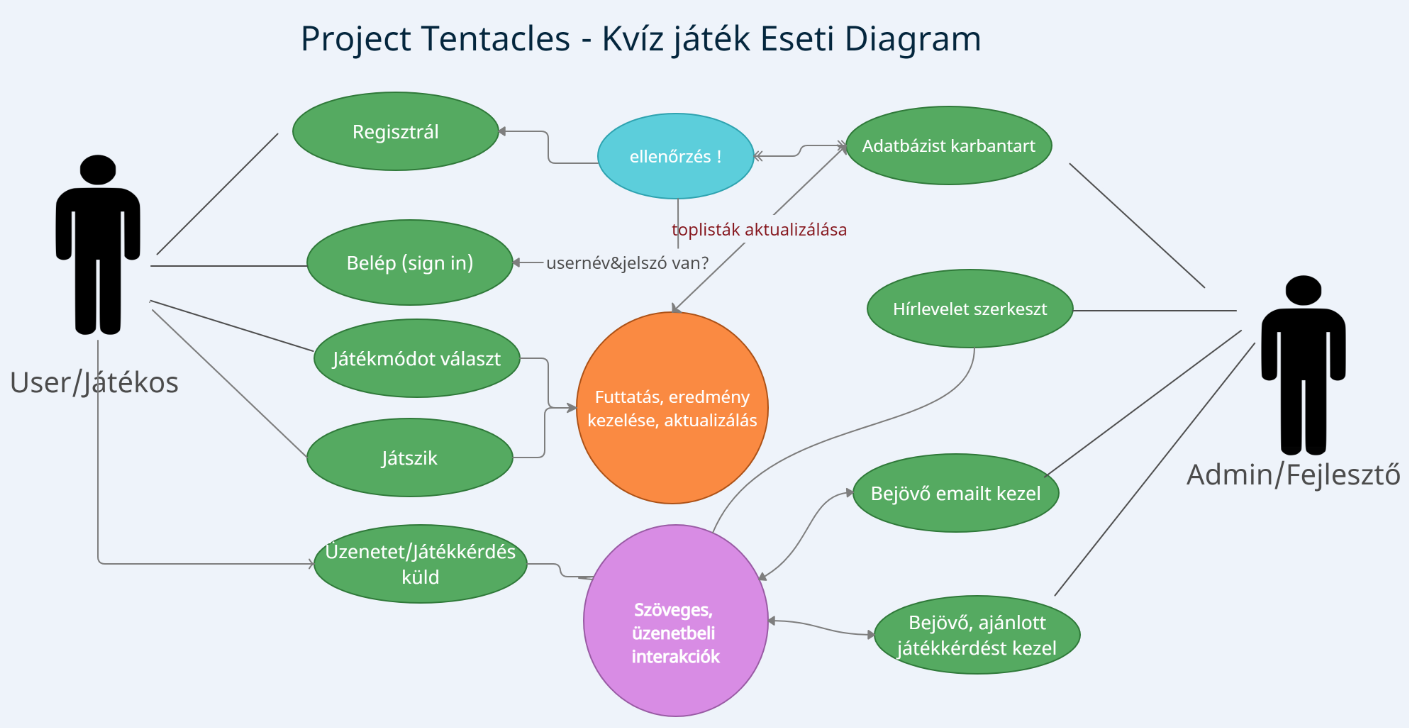 Project Tentacles - Kvíz játék Eseti Diagram
Regisztrál
ellenőrzés !
Adatbázist karbantart
toplisták aktualizálása
Belép (sign in)
usernév&jelszó van?
Hírlevelet szerkeszt
Játékmódot választ
User/Játékos
Futtatás, eredmény
kezelése, aktualizálás
Játszik
Admin/Fejlesztő
Bejövő emailt kezel
Üzenetet/Játékkérdés
küld
Szöveges,
üzenetbeli
interakciók
Bejövő, ajánlott
játékkérdést kezel